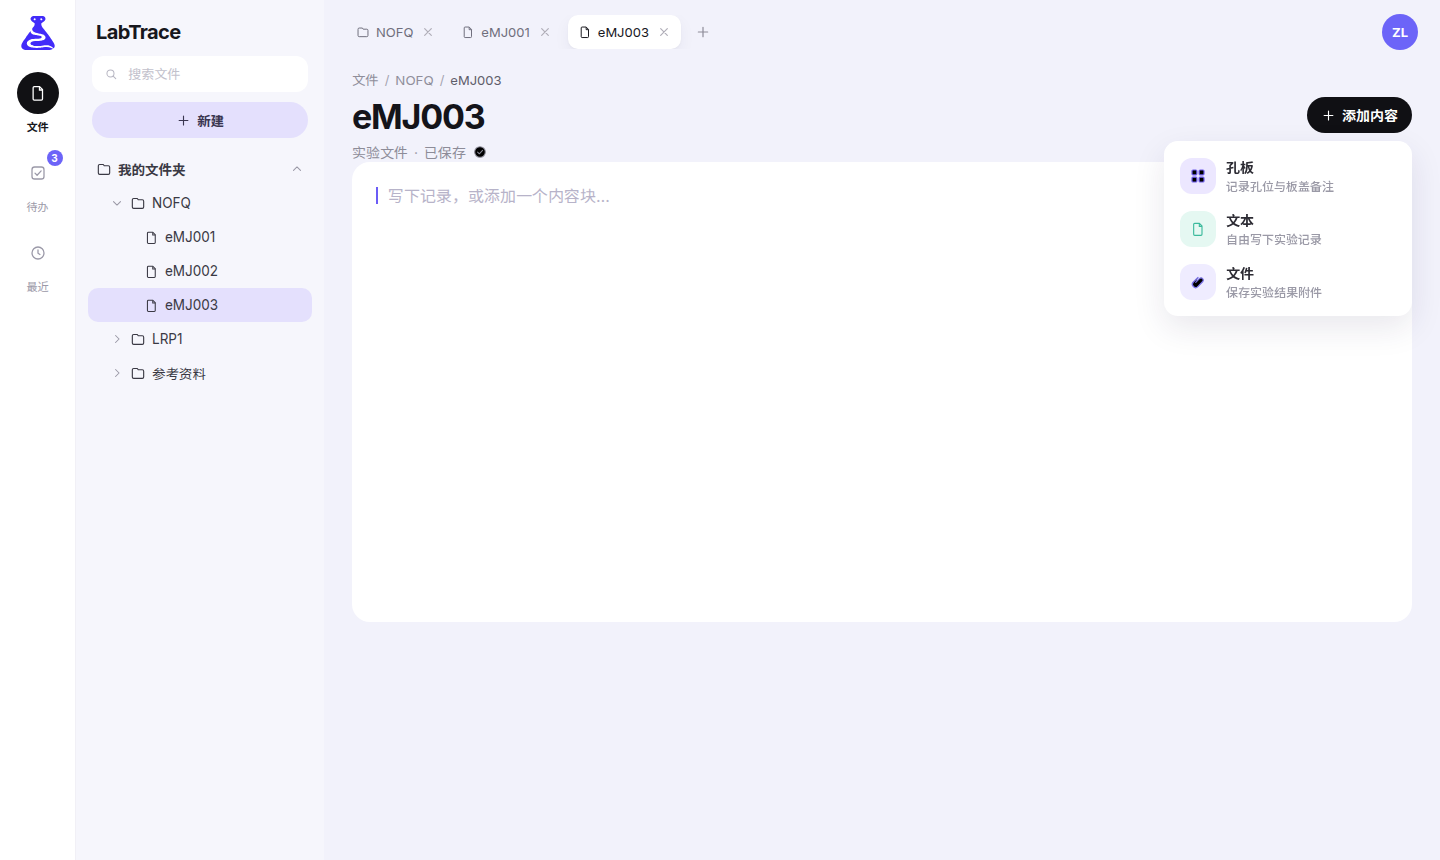 LabTrace
搜索文件
新建
文件
3
待办
最近
我的文件夹
NOFQ
eMJ001
eMJ002
eMJ003
LRP1
参考资料
NOFQ
eMJ001
eMJ003
ZL
文件 / NOFQ / eMJ003
eMJ003
实验文件 · 已保存
添加内容
写下记录，或添加一个内容块...
孔板
记录孔位与板盖备注
文本
自由写下实验记录
文件
保存实验结果附件